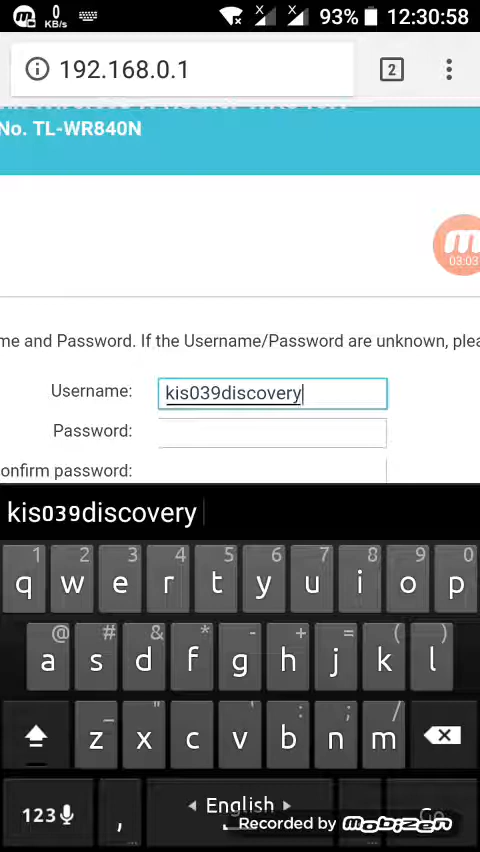 0
KB/s
X X 93% 12:30:58
192.168.0.1
2
No. TL-WR840N
03:03
me and Password. If the Username/Password are unknown, plea
Username: kis039discovery
Password:
onfirm password:
kis039discovery
1 2 3 4 5 6 7 8 9 0
q w e r t y u i o p
@ # & * - + = ( )
a s d f g h j k l
_ " ' : ; /
z x c v b n m
123 , English Go
Recorded by MOBIZEN